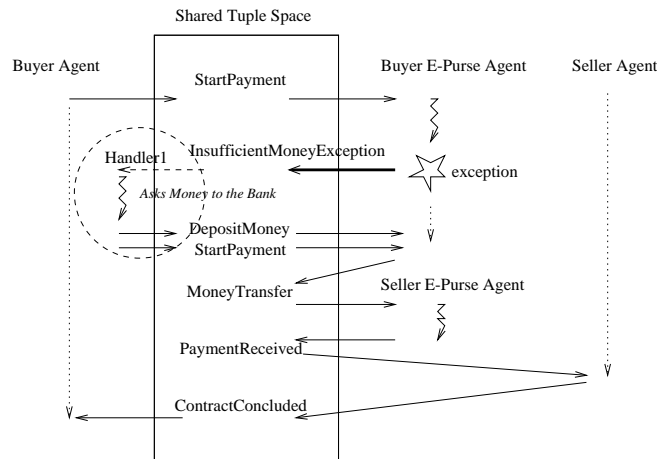 Shared Tuple Space
Buyer Agent
Buyer E-Purse Agent
Seller Agent
StartPayment
InsufficientMoneyException
Handler1
exception
Asks Money to the Bank
DepositMoney
StartPayment
Seller E-Purse Agent
MoneyTransfer
PaymentReceived
ContractConcluded